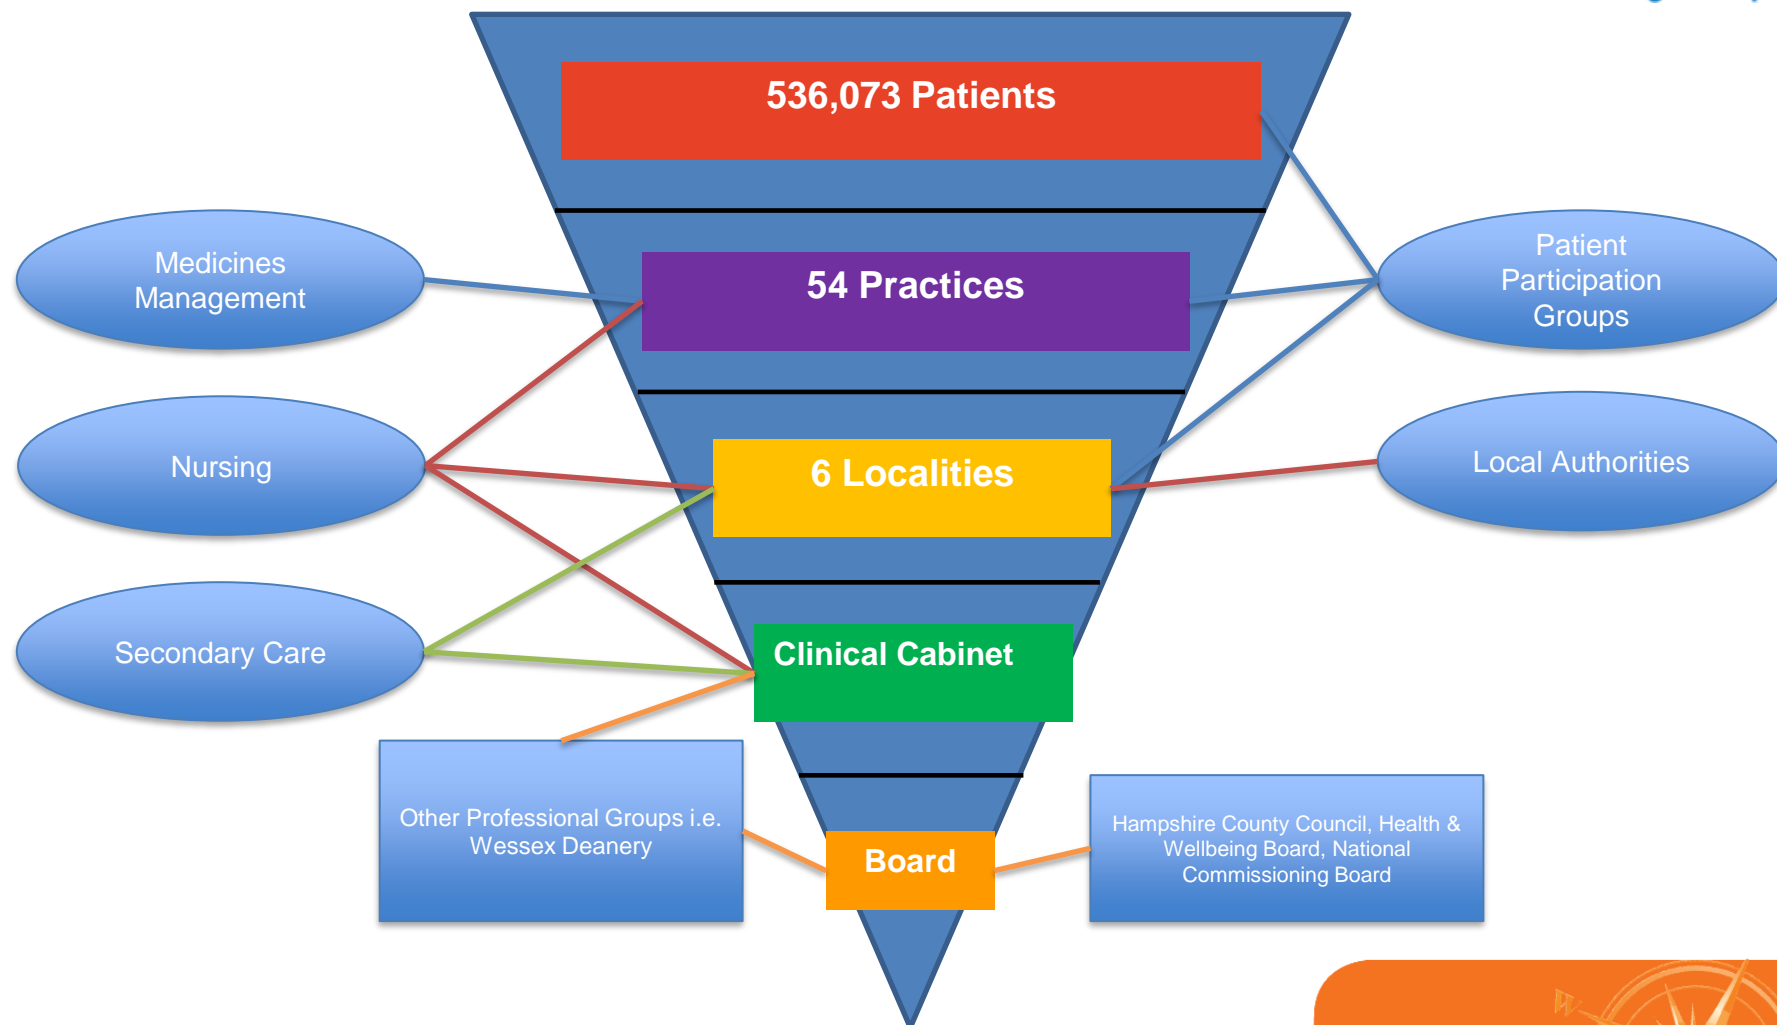 536,073 Patients
Medicines
Management
54 Practices
Patient
Participation
Groups
Nursing
6 Localities
Local Authorities
Secondary Care
Clinical Cabinet
Other Professional Groups i.e.
Wessex Deanery
Board
Hampshire County Council, Health &
Wellbeing Board, National
Commissioning Board
W